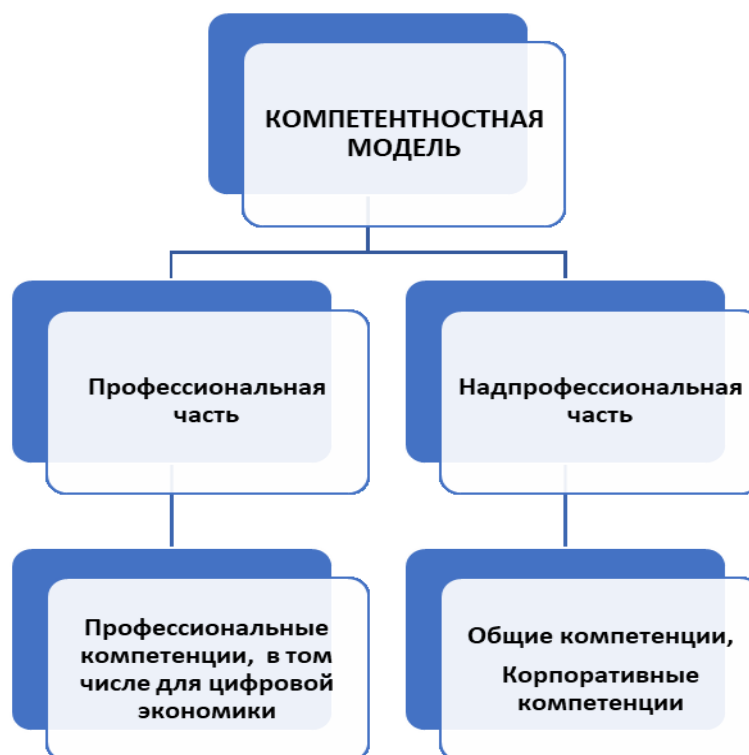 КОМПЕТЕНТНОСТНАЯ
МОДЕЛЬ
Профессиональная
часть
Надпрофессиональная
часть
Профессиональные
компетенции, в том
числе для цифровой
экономики
Общие компетенции,
Корпоративные
компетенции